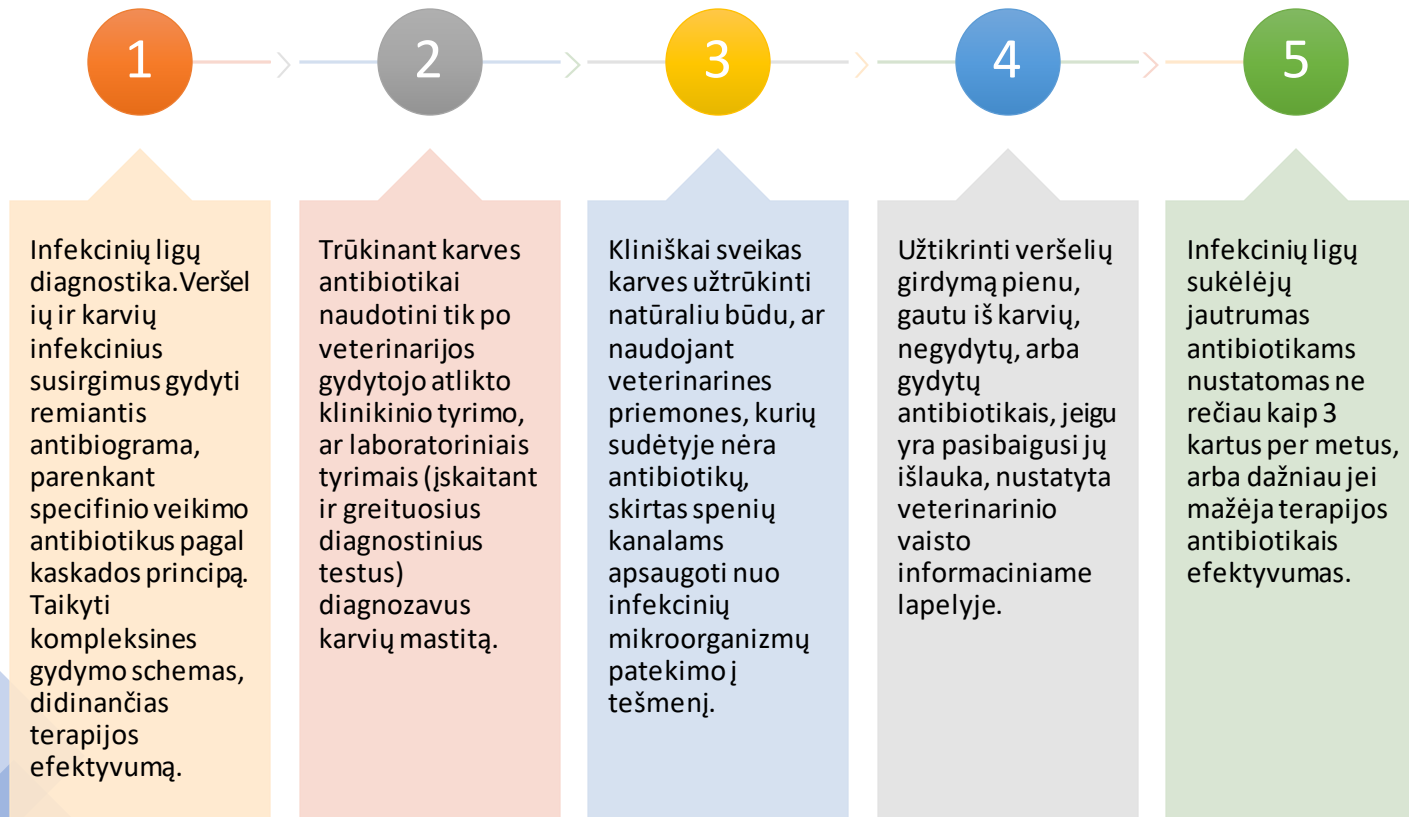 1
2
3
4
5
Infekcinių ligų
diagnostika.Veršel
ių ir karvių
infekcinius
susirgimus gydyti
remiantis
antibiograma,
parenkant
specifinio veikimo
antibiotikus pagal
kaskados principą.
Taikyti
kompleksines
gydymo schemas,
didinančias
terapijos
efektyvumą.
Trūkinant karves
antibiotikai
naudotini tik po
veterinarijos
gydytojo atlikto
klinikinio tyrimo,
ar laboratoriniais
tyrimais (įskaitant
ir greituosius
diagnostinius
testus)
diagnozavus
karvių mastitą.
Kliniškai sveikas
karves užtrūkinti
natūraliu būdu, ar
naudojant
veterinarines
priemones, kurių
sudėtyje nėra
antibiotikų,
skirtas spenių
kanalams
apsaugoti nuo
infekcinių
mikroorganizmų
patekimo į
tešmenį.
Užtikrinti veršelių
girdymą pienu,
gautu iš karvių,
negydytų, arba
gydytų
antibiotikais, jeigu
yra pasibaigusi jų
išlauka, nustatyta
veterinarinio
vaisto
informaciniame
lapelyje.
Infekcinių ligų
sukėlėjų
jautrumas
antibiotikams
nustatomas ne
rečiau kaip 3
kartus per metus,
arba dažniau jei
mažėja terapijos
antibiotikais
efektyvumas.